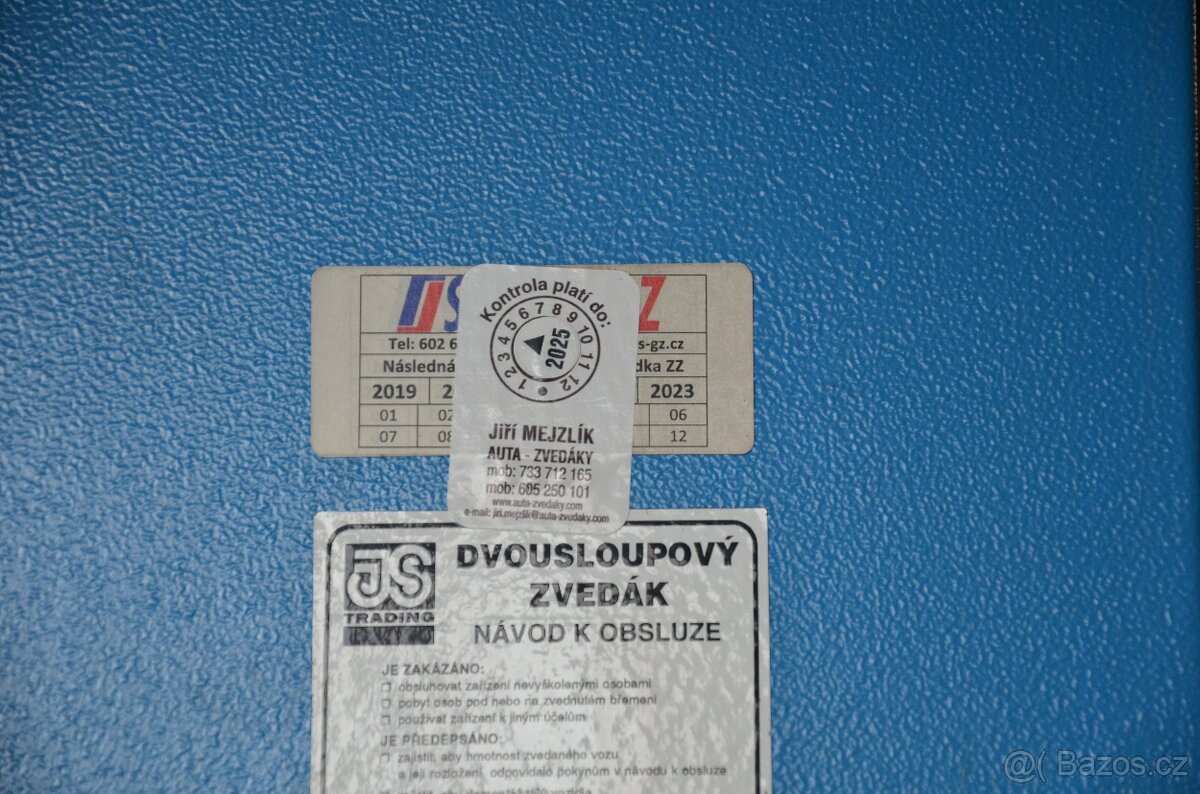 Z
Tel: 602 6
s-gz.cz
Následná
dka ZZ
2019
2023
01
02
06
07
08
12
Kontrola platí do:
1 2 3 4 5 6 7 8 9 10 11 12
2025
Jiří MEJZLÍK
AUTA - ZVEDÁKY
mob: 733 712 165
mob: 605 250 101
www.auta-zvedaky.com
e-mail: jiri.mejzlik@auta-zvedaky.com
JS
TRADING
DVOUSLOUPOVÝ
ZVEDÁK
NÁVOD K OBSLUZE
JE ZAKÁZÁNO:
obsluhovat zařízení nevyškolenými osobami
pobyt osob pod nebo na zvednutém břemeni
používat zařízení k jiným účelům
JE PŘEDEPSÁNO:
zajistit, aby hmotnost zvedaného vozu
a její rozložení, odpovídalo pokynům v návodu k obsluze
@( Bazos.cz